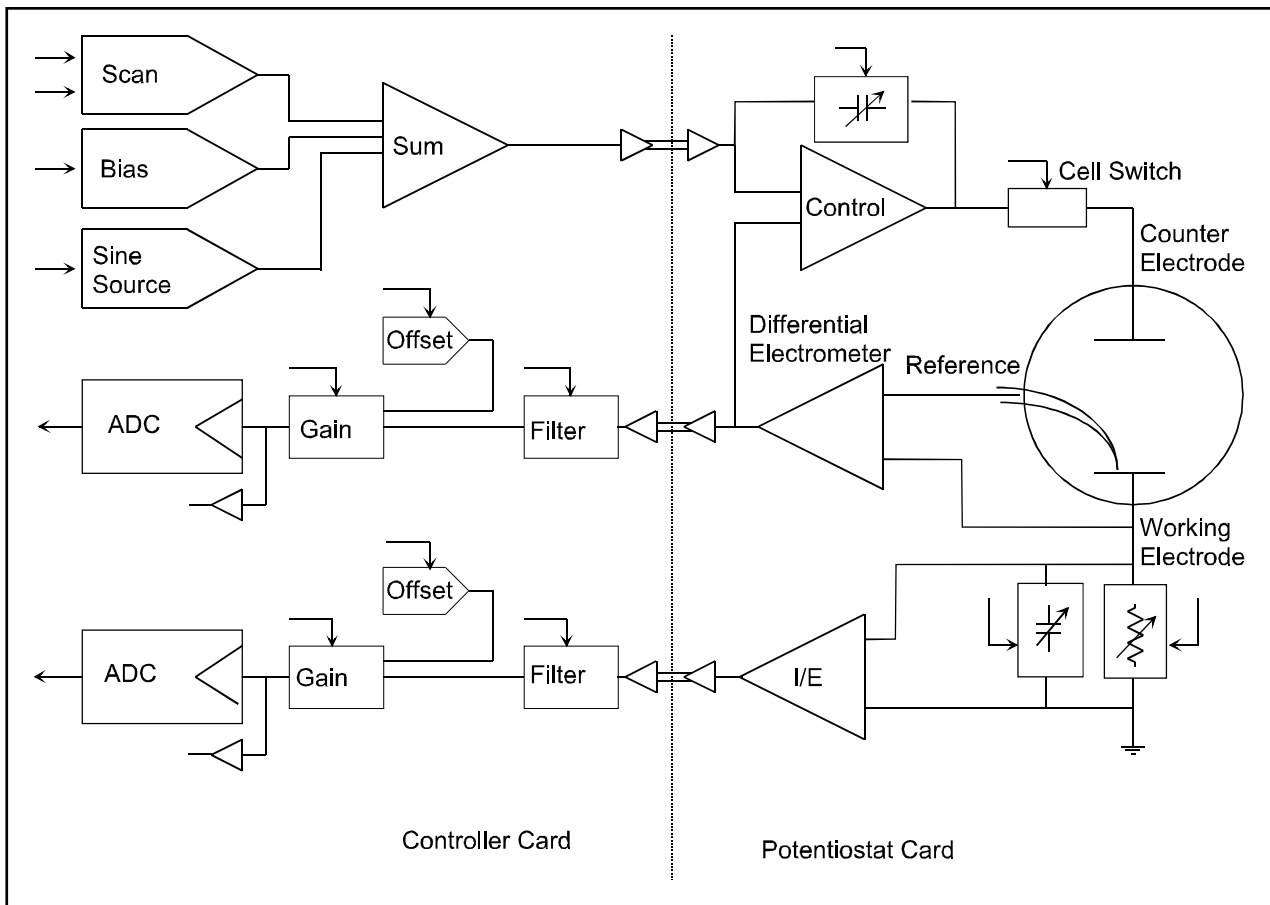 Scan
Bias
Sine
Source
Sum
Control
Cell Switch
Counter
Electrode
Offset
Differential
Electrometer
Reference
ADC
Gain
Filter
Working
Electrode
Offset
ADC
Gain
Filter
I/E
Controller Card
Potentiostat Card